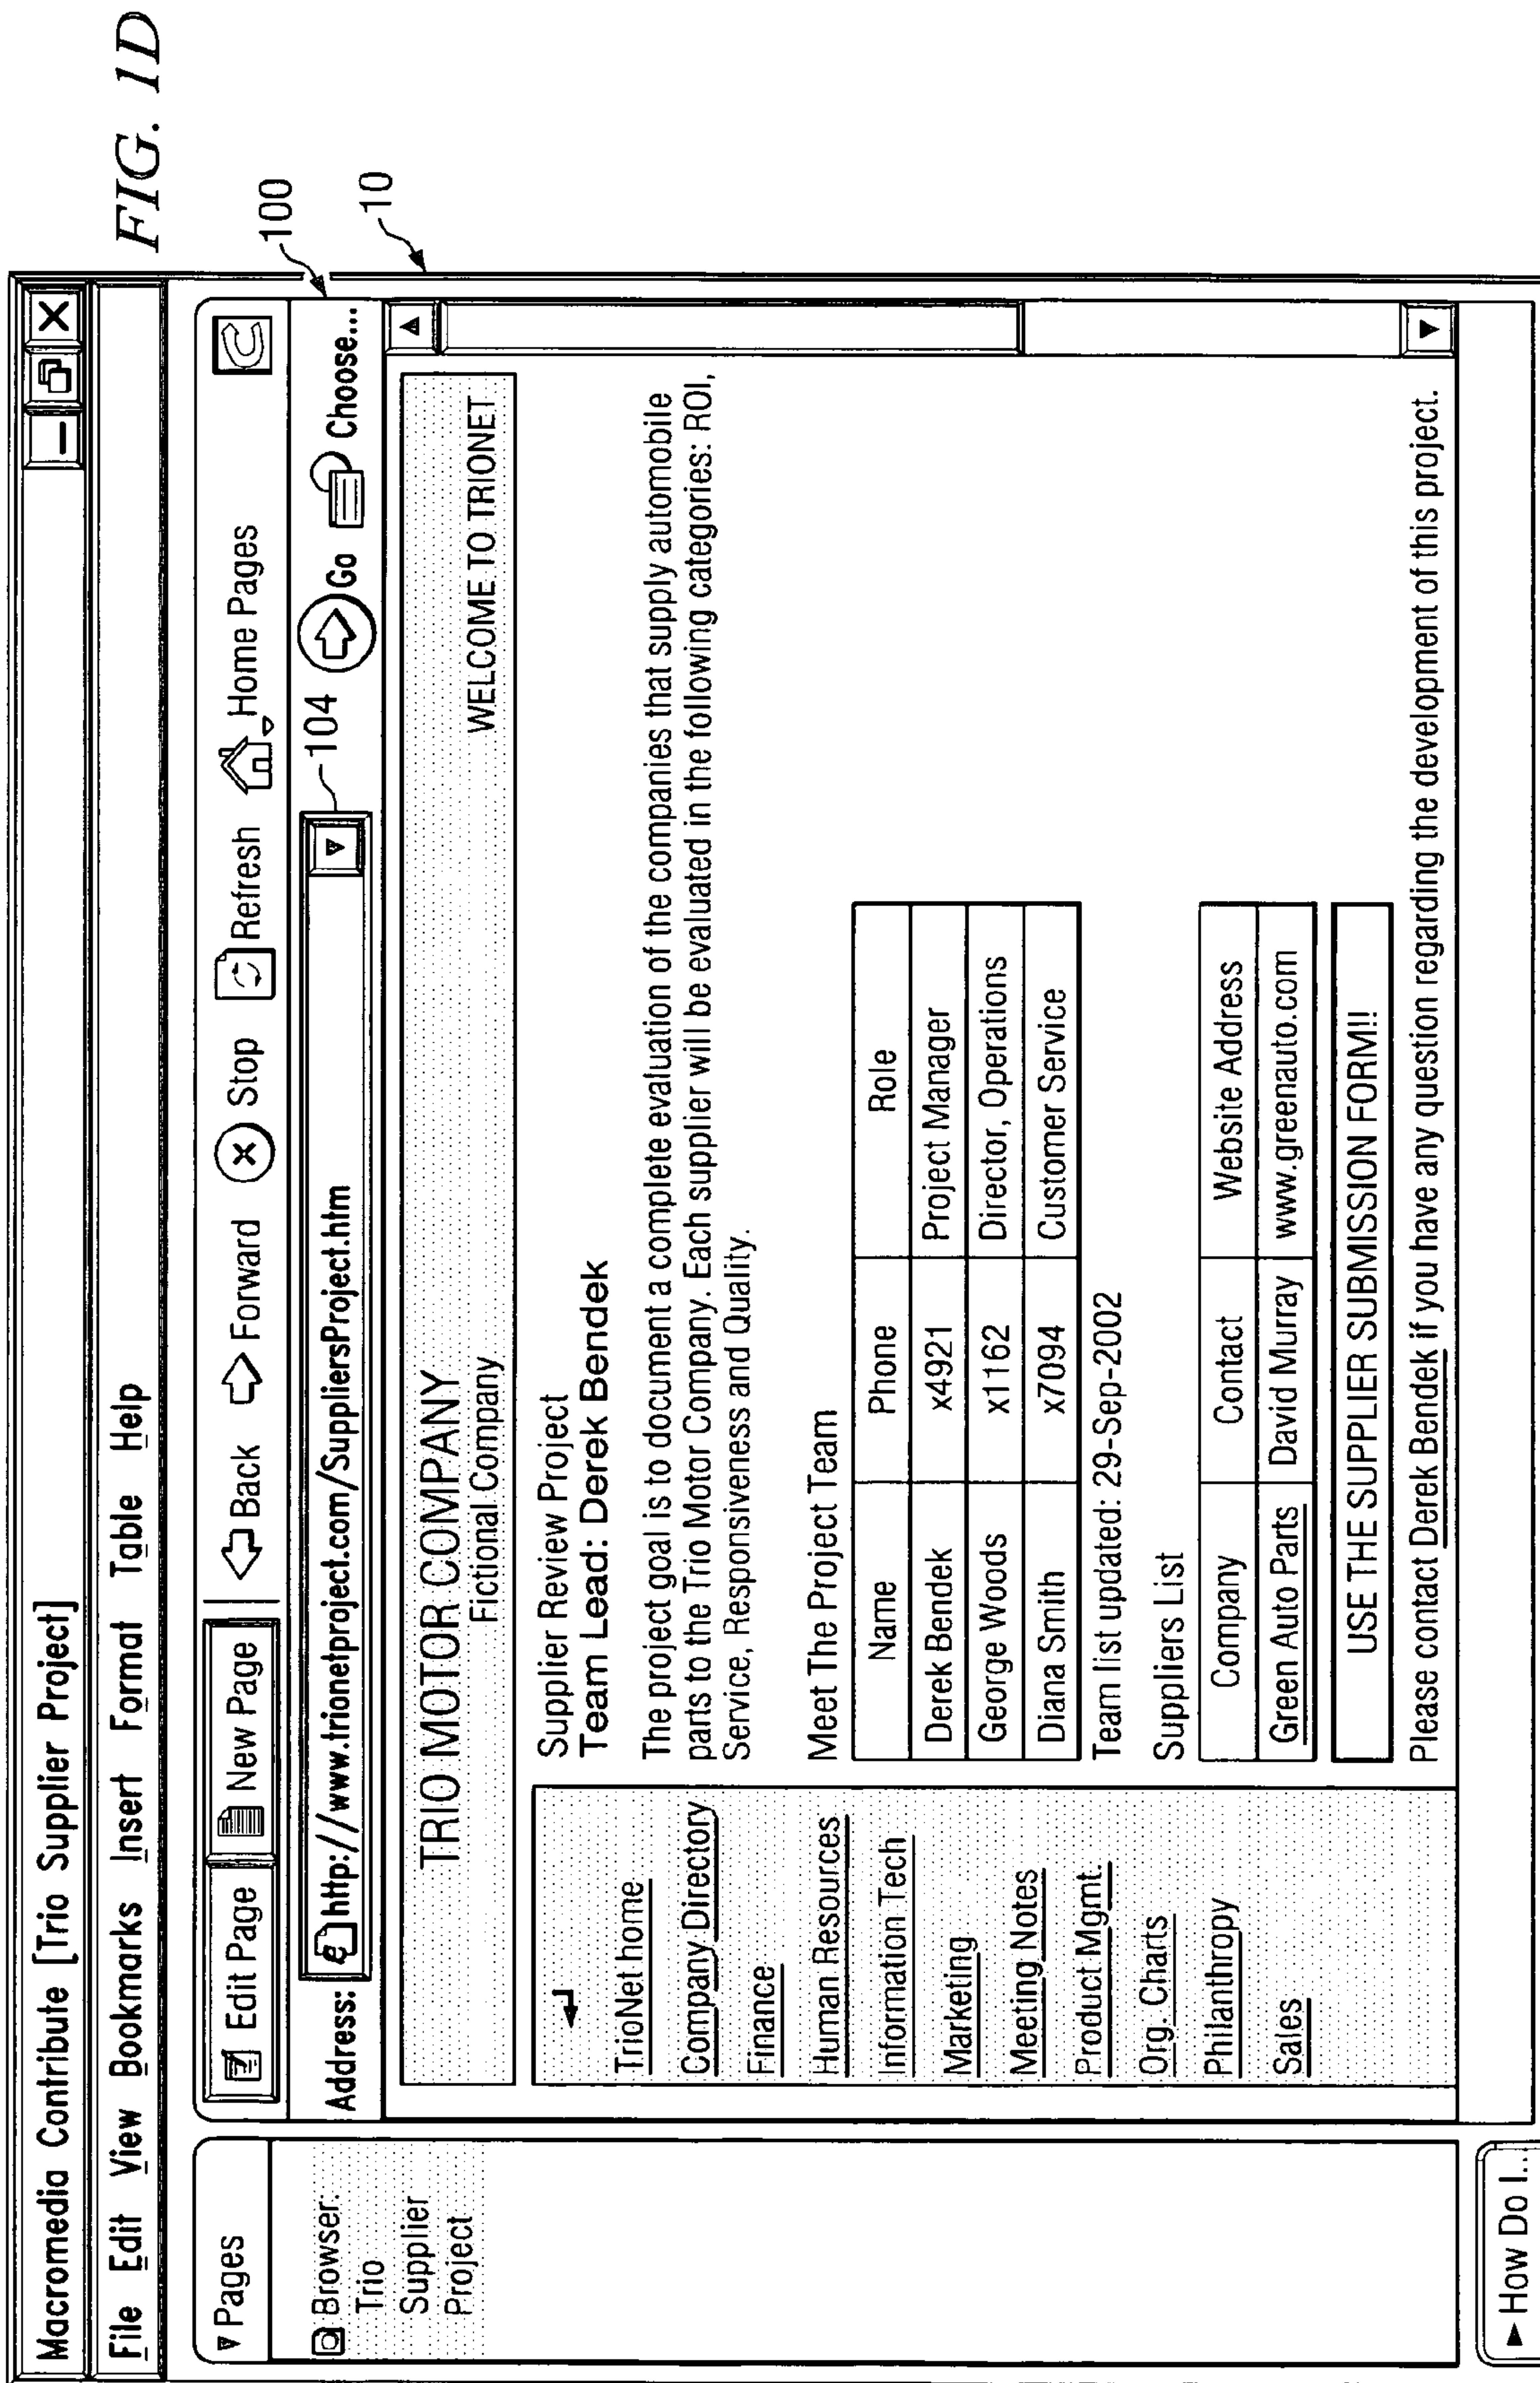 FIG. 1D
Macromedia Contribute [Trio Supplier Project]
File Edit View Bookmarks Insert Format Table Help
Pages
Edit Page New Page Back Forward Stop Refresh Home Pages
100
Browser:
Trio
Supplier
Project
Address: http://www.trionetproject.com/SuppliersProject.htm 104 Go Choose...
10
TRIO MOTOR COMPANY
Fictional Company
WELCOME TO TRIONET
TrioNet home
Company Directory
Finance
Human Resources
Information Tech
Marketing
Meeting Notes
Product Mgmt.
Org. Charts
Philanthropy
Sales
Supplier Review Project
Team Lead: Derek Bendek
The project goal is to document a complete evaluation of the companies that supply automobile
parts to the Trio Motor Company. Each supplier will be evaluated in the following categories: ROI,
Service, Responsiveness and Quality.
Meet The Project Team
Name Phone Role
Derek Bendek x4921 Project Manager
George Woods x1162 Director, Operations
Diana Smith x7094 Customer Service
Team list updated: 29-Sep-2002
Suppliers List
Company Contact Website Address
Green Auto Parts David Murray www.greenauto.com
USE THE SUPPLIER SUBMISSION FORM!!
Please contact Derek Bendek if you have any question regarding the development of this project.
How Do I...